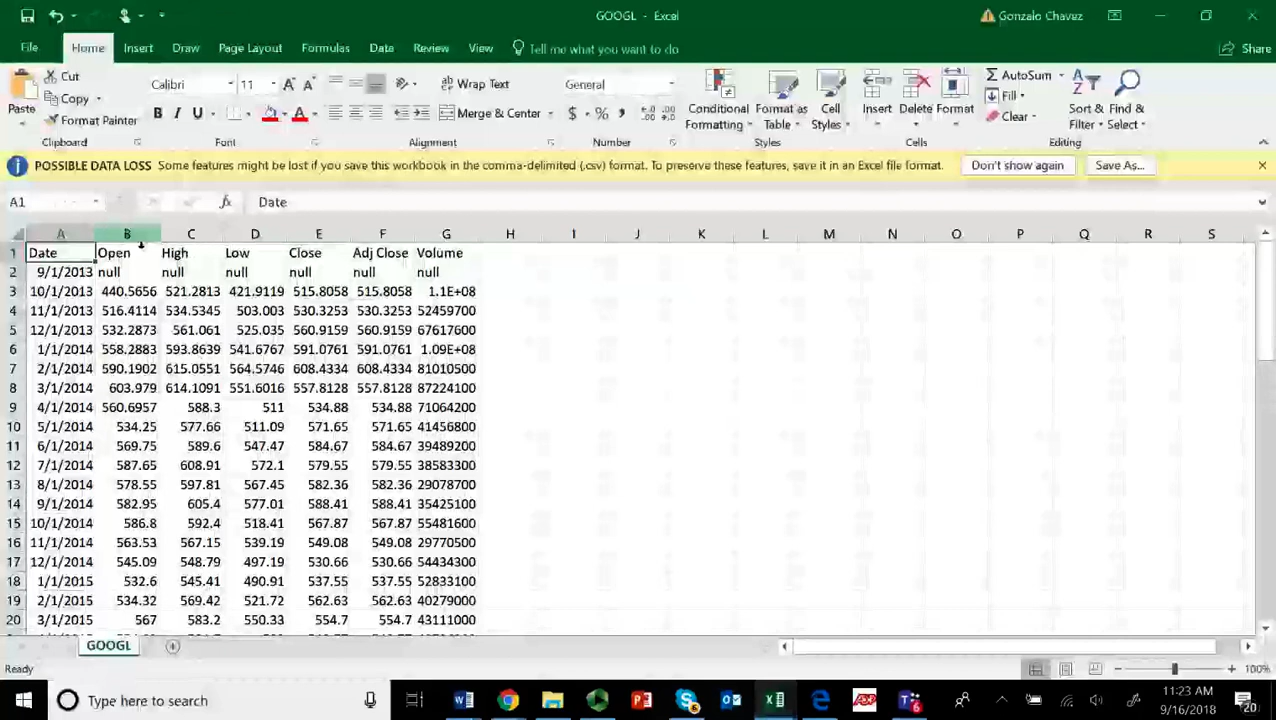 GOOGL - Excel
Gonzalo Chavez
File Home Insert Draw Page Layout Formulas Data Review View Tell me what you want to do Share
Paste Cut Copy Format Painter
Calibri 11
B I U
Wrap Text
Merge & Center
General
$ % ,
Conditional Formatting Format as Table Cell Styles
Insert Delete Format
AutoSum Fill Clear
Sort & Filter Find & Select
Clipboard Font Alignment Number Styles Cells Editing
POSSIBLE DATA LOSS Some features might be lost if you save this workbook in the comma-delimited (.csv) format. To preserve these features, save it in an Excel file format. Don't show again Save As...
A1 fx Date
A B C D E F G H I J K L M N O P Q R S
1 Date Open High Low Close Adj Close Volume
2 9/1/2013 null null null null null null
3 10/1/2013 440.5656 521.2813 421.9119 515.8058 515.8058 1.1E+08
4 11/1/2013 516.4114 534.5345 503.003 530.3253 530.3253 52459700
5 12/1/2013 532.2873 561.061 525.035 560.9159 560.9159 67617600
6 1/1/2014 558.2883 593.8639 541.6767 591.0761 591.0761 1.09E+08
7 2/1/2014 590.1902 615.0551 564.5746 608.4334 608.4334 81010500
8 3/1/2014 603.979 614.1091 551.6016 557.8128 557.8128 87224100
9 4/1/2014 560.6957 588.3 511 534.88 534.88 71064200
10 5/1/2014 534.25 577.66 511.09 571.65 571.65 41456800
11 6/1/2014 569.75 589.6 547.47 584.67 584.67 39489200
12 7/1/2014 587.65 608.91 572.1 579.55 579.55 38583300
13 8/1/2014 578.55 597.81 567.45 582.36 582.36 29078700
14 9/1/2014 582.95 605.4 577.01 588.41 588.41 35425100
15 10/1/2014 586.8 592.4 518.41 567.87 567.87 55481600
16 11/1/2014 563.53 567.15 539.19 549.08 549.08 29770500
17 12/1/2014 545.09 548.79 497.19 530.66 530.66 54434300
18 1/1/2015 532.6 545.41 490.91 537.55 537.55 52833100
19 2/1/2015 534.32 569.42 521.72 562.63 562.63 40279000
20 3/1/2015 567 583.2 550.33 554.7 554.7 43111000
GOOGL
Ready 100%
Type here to search
11:23 AM
9/16/2018
20